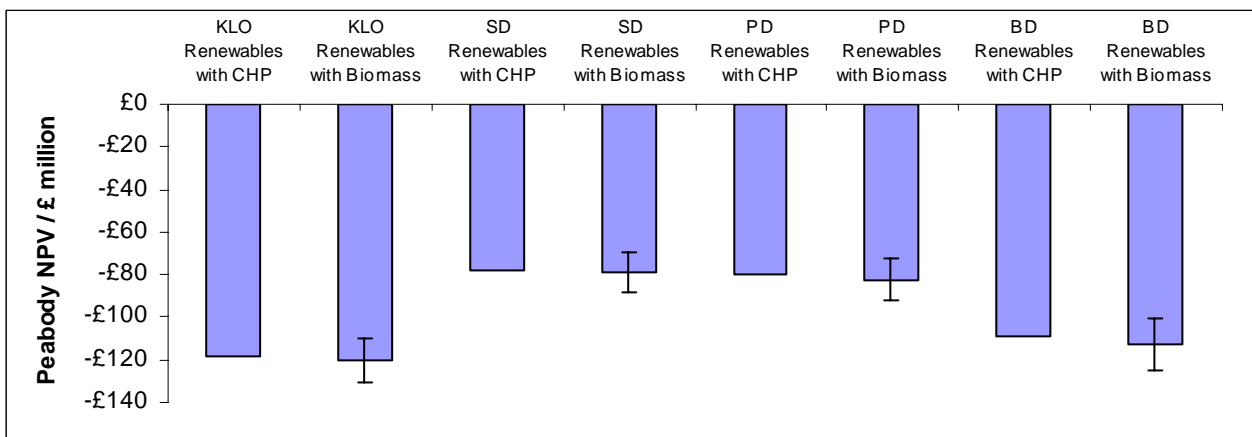 KLO
Renewables
with CHP
KLO
Renewables
with Biomass
SD
Renewables
with CHP
SD
Renewables
with Biomass
PD
Renewables
with CHP
PD
Renewables
with Biomass
BD
Renewables
with CHP
BD
Renewables
with Biomass
£0
-£20
-£40
-£60
-£80
-£100
-£120
-£140
Peabody NPV / £ million